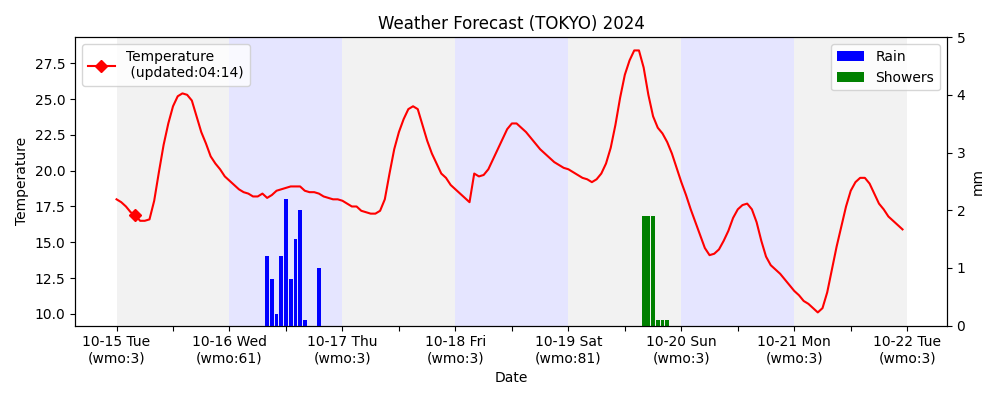 Weather Forecast (TOKYO) 2024
Temperature
(updated:04:14)
Rain
Showers
27.5
25.0
22.5
20.0
17.5
15.0
12.5
10.0
Temperature
5
4
3
2
1
0
mm
10-15 Tue 10-16 Wed 10-17 Thu 10-18 Fri 10-19 Sat 10-20 Sun 10-21 Mon 10-22 Tue
(wmo:3) (wmo:61) (wmo:3) (wmo:3) (wmo:81) (wmo:3) (wmo:3) (wmo:3)
Date